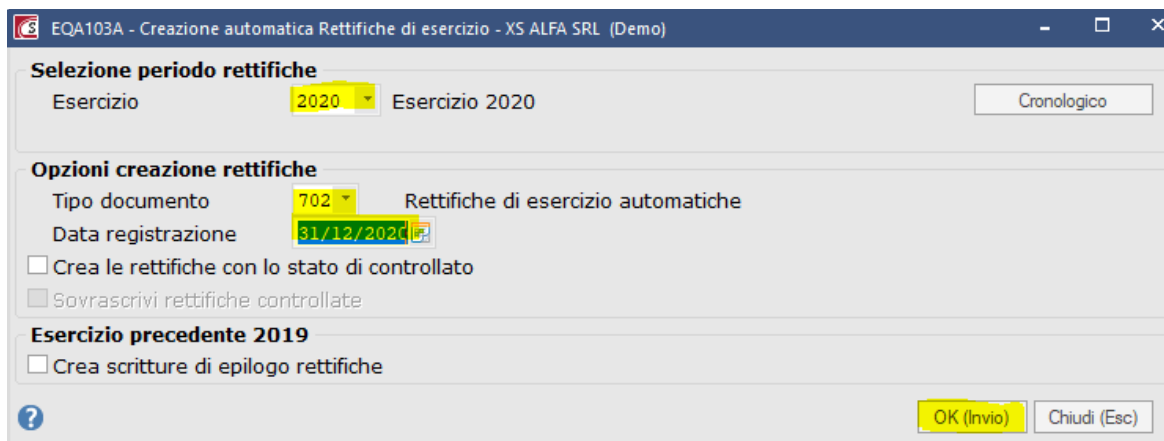 EQA103A - Creazione automatica Rettifiche di esercizio - XS ALFA SRL (Demo)
Selezione periodo rettifiche
Esercizio 2020 Esercizio 2020 Cronologico
Opzioni creazione rettifiche
Tipo documento 702 Rettifiche di esercizio automatiche
Data registrazione 31/12/2020
Crea le rettifiche con lo stato di controllato
Sovrascrivi rettifiche controllate
Esercizio precedente 2019
Crea scritture di epilogo rettifiche
? OK (Invio) Chiudi (Esc)